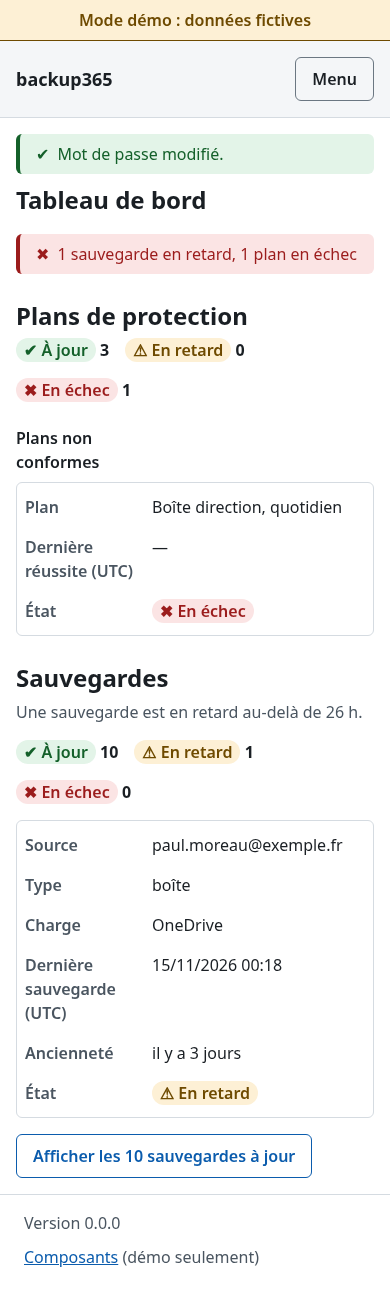 Mode démo : données fictives
backup365
Menu
✔ Mot de passe modifié.
Tableau de bord
✖ 1 sauvegarde en retard, 1 plan en échec
Plans de protection
✔ À jour 3 ⚠ En retard 0
✖ En échec 1
Plans non
conformes
Plan Boîte direction, quotidien
Dernière —
réussite (UTC)
État ✖ En échec
Sauvegardes
Une sauvegarde est en retard au-delà de 26 h.
✔ À jour 10 ⚠ En retard 1
✖ En échec 0
Source paul.moreau@exemple.fr
Type boîte
Charge OneDrive
Dernière 15/11/2026 00:18
sauvegarde
(UTC)
Ancienneté il y a 3 jours
État ⚠ En retard
Afficher les 10 sauvegardes à jour
Version 0.0.0
Composants (démo seulement)